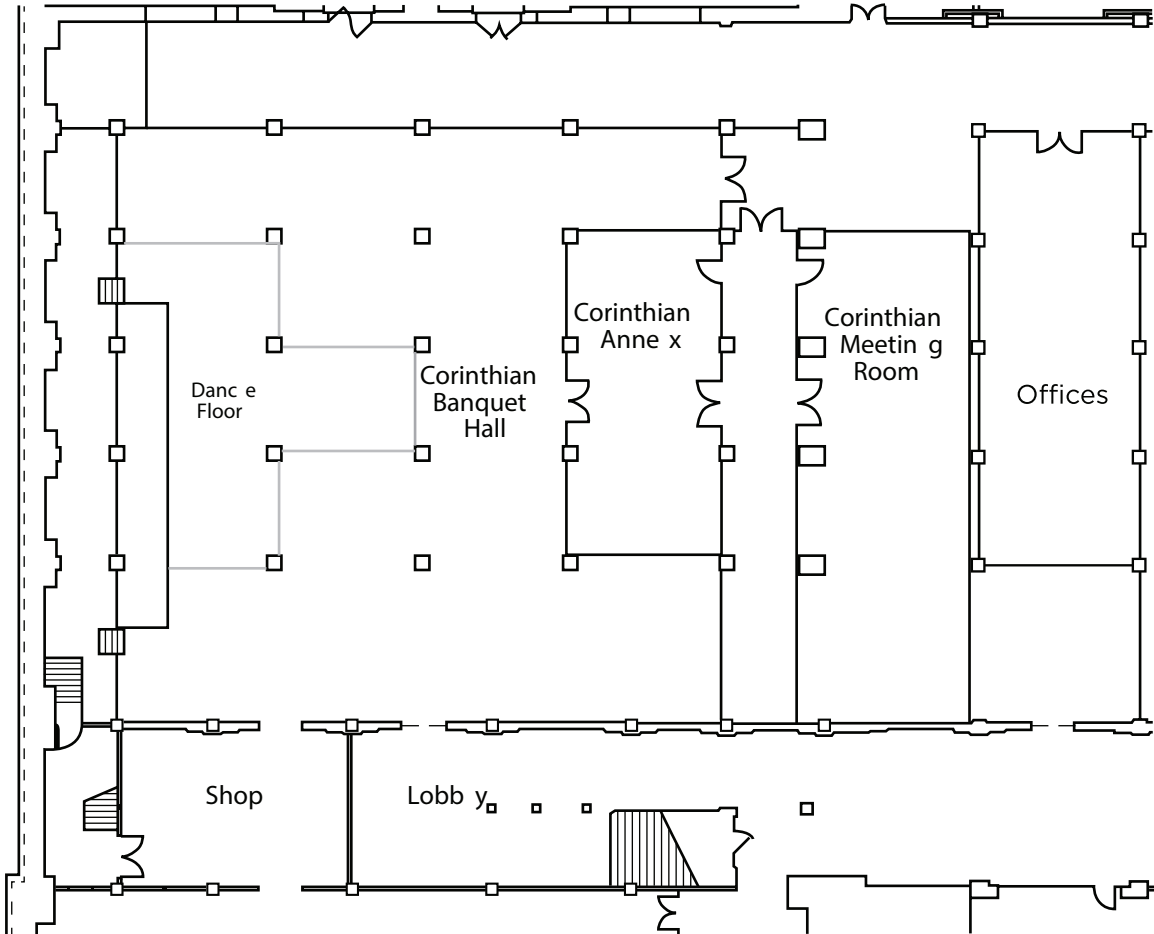 Corinthian
Anne x
Corinthian
Meetin g
Room
Danc e
Floor
Corinthian
Banquet
Hall
Offices
Shop
Lobb y